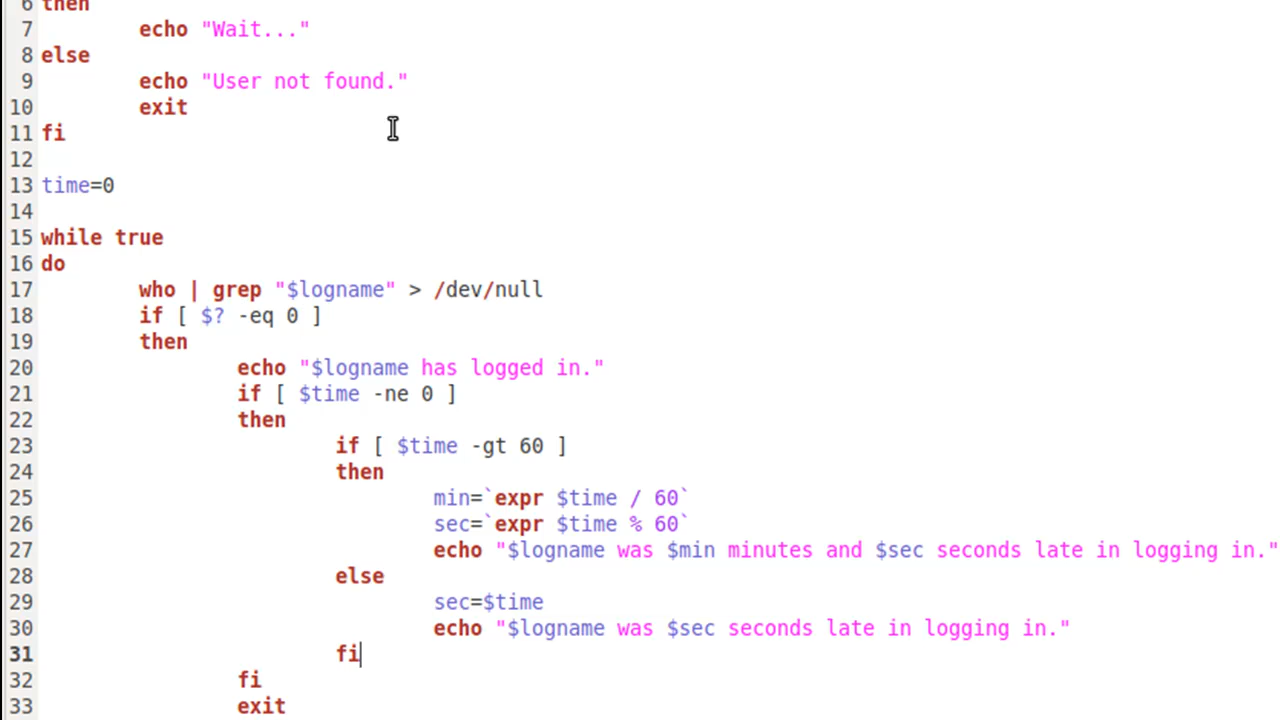 6 then
7 echo "Wait..."
8 else
9 echo "User not found."
10 exit
11 fi
12
13 time=0
14
15 while true
16 do
17 who | grep "$logname" > /dev/null
18 if [ $? -eq 0 ]
19 then
20 echo "$logname has logged in."
21 if [ $time -ne 0 ]
22 then
23 if [ $time -gt 60 ]
24 then
25 min=`expr $time / 60`
26 sec=`expr $time % 60`
27 echo "$logname was $min minutes and $sec seconds late in logging in."
28 else
29 sec=$time
30 echo "$logname was $sec seconds late in logging in."
31 fi
32 fi
33 exit